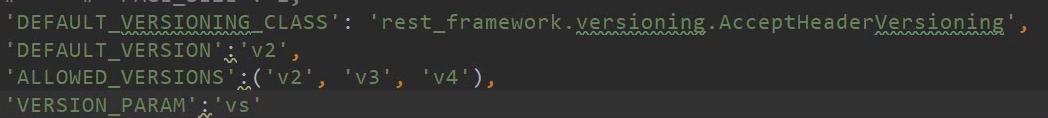 'DEFAULT_VERSIONING_CLASS': 'rest_framework.versioning.AcceptHeaderVersioning',
'DEFAULT_VERSION':'v2',
'ALLOWED_VERSIONS':('v2', 'v3', 'v4'),
'VERSION_PARAM':'vs'